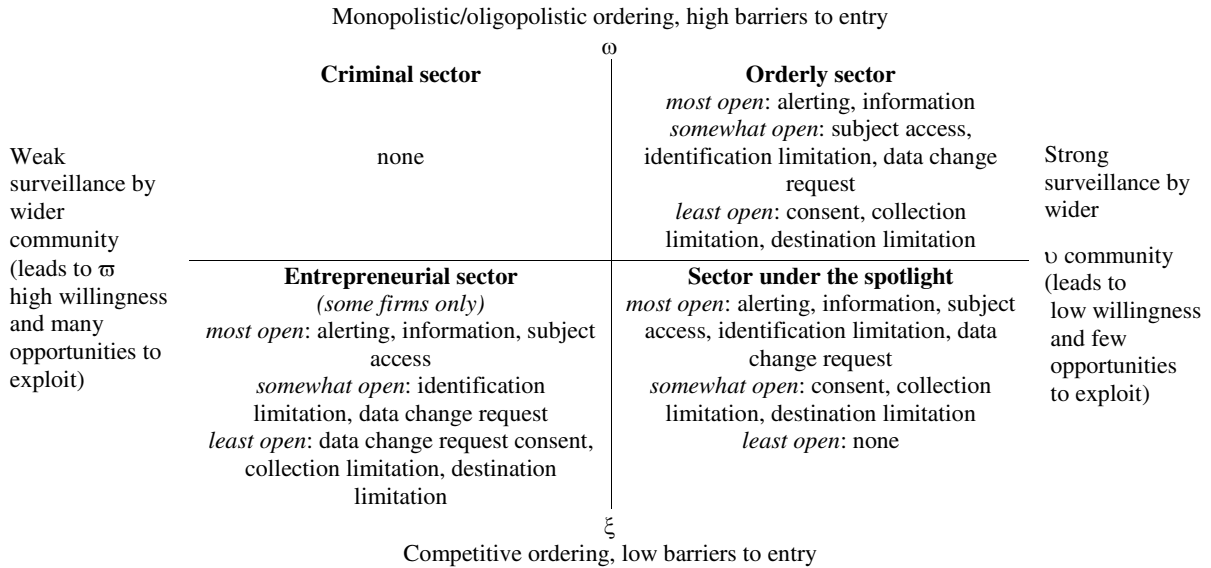 Monopolistic/oligopolistic ordering, high barriers to entry
ω
Criminal sector
none
Orderly sector
most open: alerting, information
somewhat open: subject access,
identification limitation, data change
request
least open: consent, collection
limitation, destination limitation
Weak
surveillance by
wider
community
(leads to ϖ
high willingness
and many
opportunities to
exploit)
Strong
surveillance by
wider
υ community
(leads to
low willingness
and few
opportunities
to exploit)
Entrepreneurial sector
(some firms only)
most open: alerting, information, subject
access
somewhat open: identification
limitation, data change request
least open: data change request consent,
collection limitation, destination
limitation
Sector under the spotlight
most open: alerting, information, subject
access, identification limitation, data
change request
somewhat open: consent, collection
limitation, destination limitation
least open: none
ξ
Competitive ordering, low barriers to entry